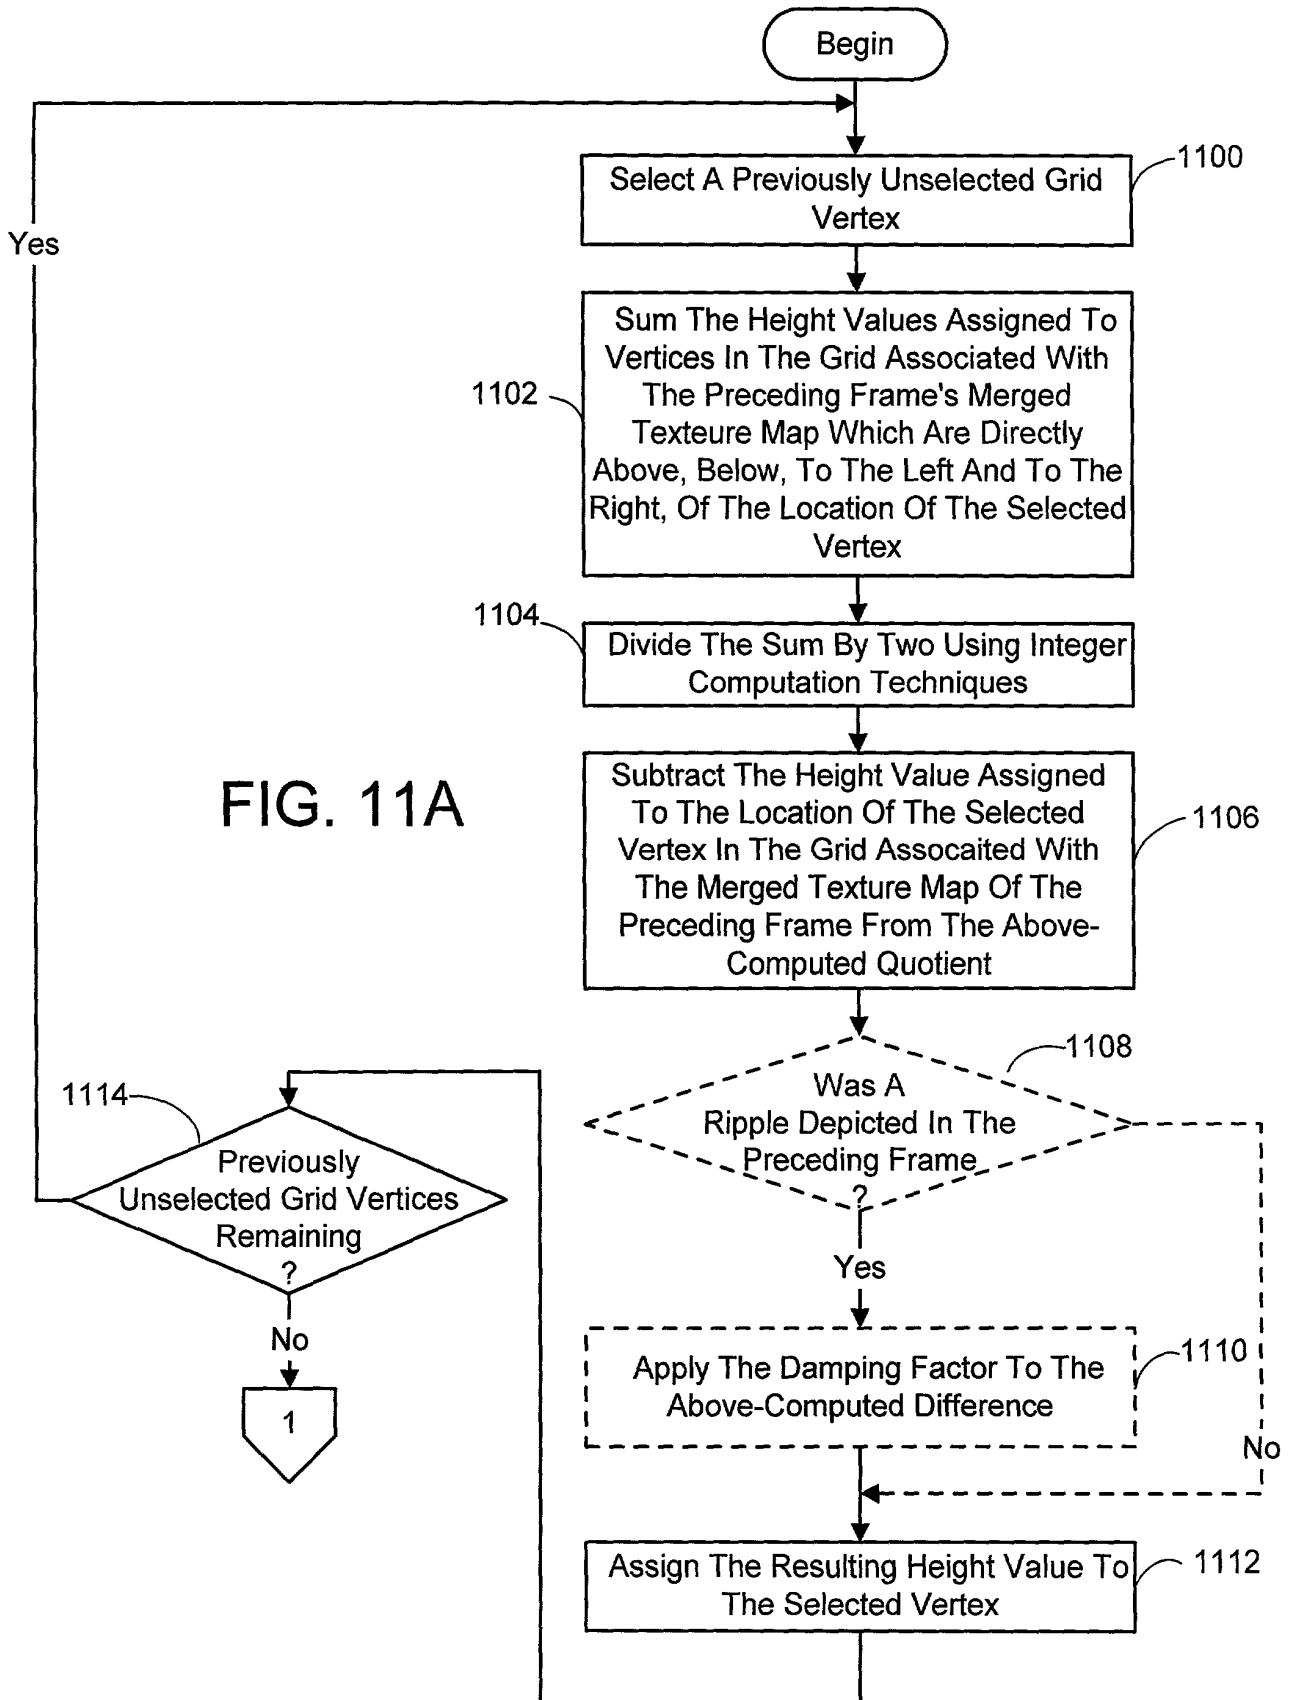 Begin
1100
Select A Previously Unselected Grid
Vertex
Yes
1102
Sum The Height Values Assigned To
Vertices In The Grid Associated With
The Preceding Frame's Merged
Texteure Map Which Are Directly
Above, Below, To The Left And To The
Right, Of The Location Of The Selected
Vertex
1104
Divide The Sum By Two Using Integer
Computation Techniques
FIG. 11A
1106
Subtract The Height Value Assigned
To The Location Of The Selected
Vertex In The Grid Assocaited With
The Merged Texture Map Of The
Preceding Frame From The Above-
Computed Quotient
1108
Was A
Ripple Depicted In The
Preceding Frame
?
Yes
No
1110
Apply The Damping Factor To The
Above-Computed Difference
1112
Assign The Resulting Height Value To
The Selected Vertex
1114
Previously
Unselected Grid Vertices
Remaining
?
No
1